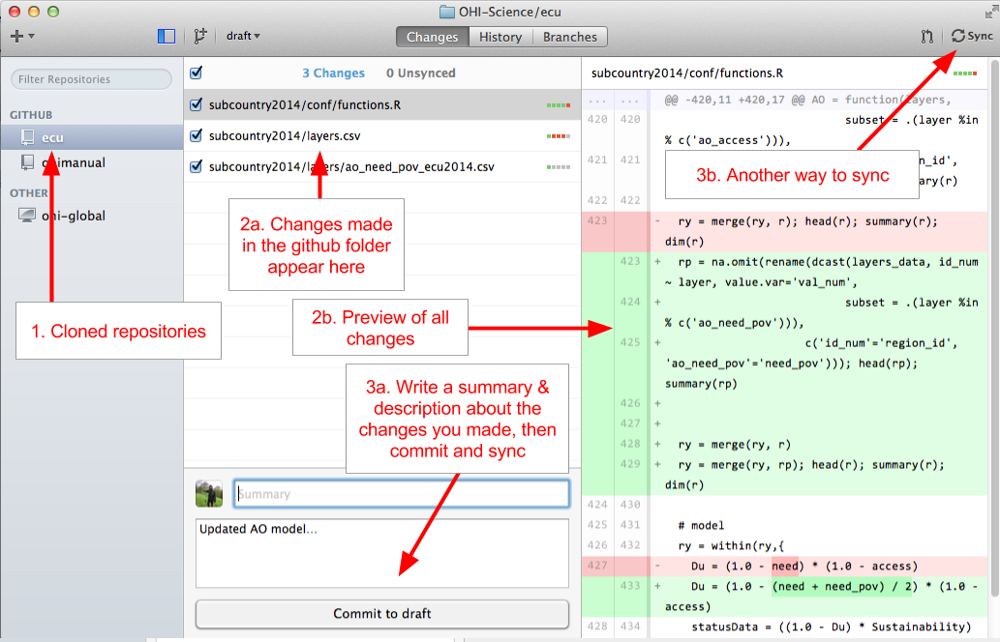 OHI-Science/ecu
draft
Changes
History
Branches
Sync
Filter Repositories
GITHUB
ecu
manual
OTHER
ohi-global
1. Cloned repositories
3 Changes
0 Unsynced
subcountry2014/conf/functions.R
subcountry2014/layers.csv
subcountry2014/layers/ao_need_pov_ecu2014.csv
2a. Changes made
in the github folder
appear here
2b. Preview of all
changes
3a. Write a summary &
description about the
changes you made, then
commit and sync
Summary
Updated AO model...
Commit to draft
subcountry2014/conf/functions.R
... ... @@ -420,11 +420,17 @@ AO = function(layers,
420 420 subset = .(layer %in
% c('ao_access'))),
421 421 n_id',
ary(r)
3b. Another way to sync
422 422
423 - ry = merge(ry, r); head(r); summary(r);
dim(r)
423 + rp = na.omit(rename(dcast(layers_data, id_num
~ layer, value.var='val_num',
424 + subset = .(layer %in
% c('ao_need_pov'))),
425 + c('id_num'='region_id',
'ao_need_pov'='need_pov'))); head(rp);
summary(rp)
426 +
427 +
428 + ry = merge(ry, r)
429 + ry = merge(ry, rp); head(r); summary(r);
dim(r)
424 430
425 431 # model
426 432 ry = within(ry,{
427 - Du = (1.0 - need) * (1.0 - access)
433 + Du = (1.0 - (need + need_pov) / 2) * (1.0 -
access)
428 434 statusData = ((1.0 - Du) * Sustainability)